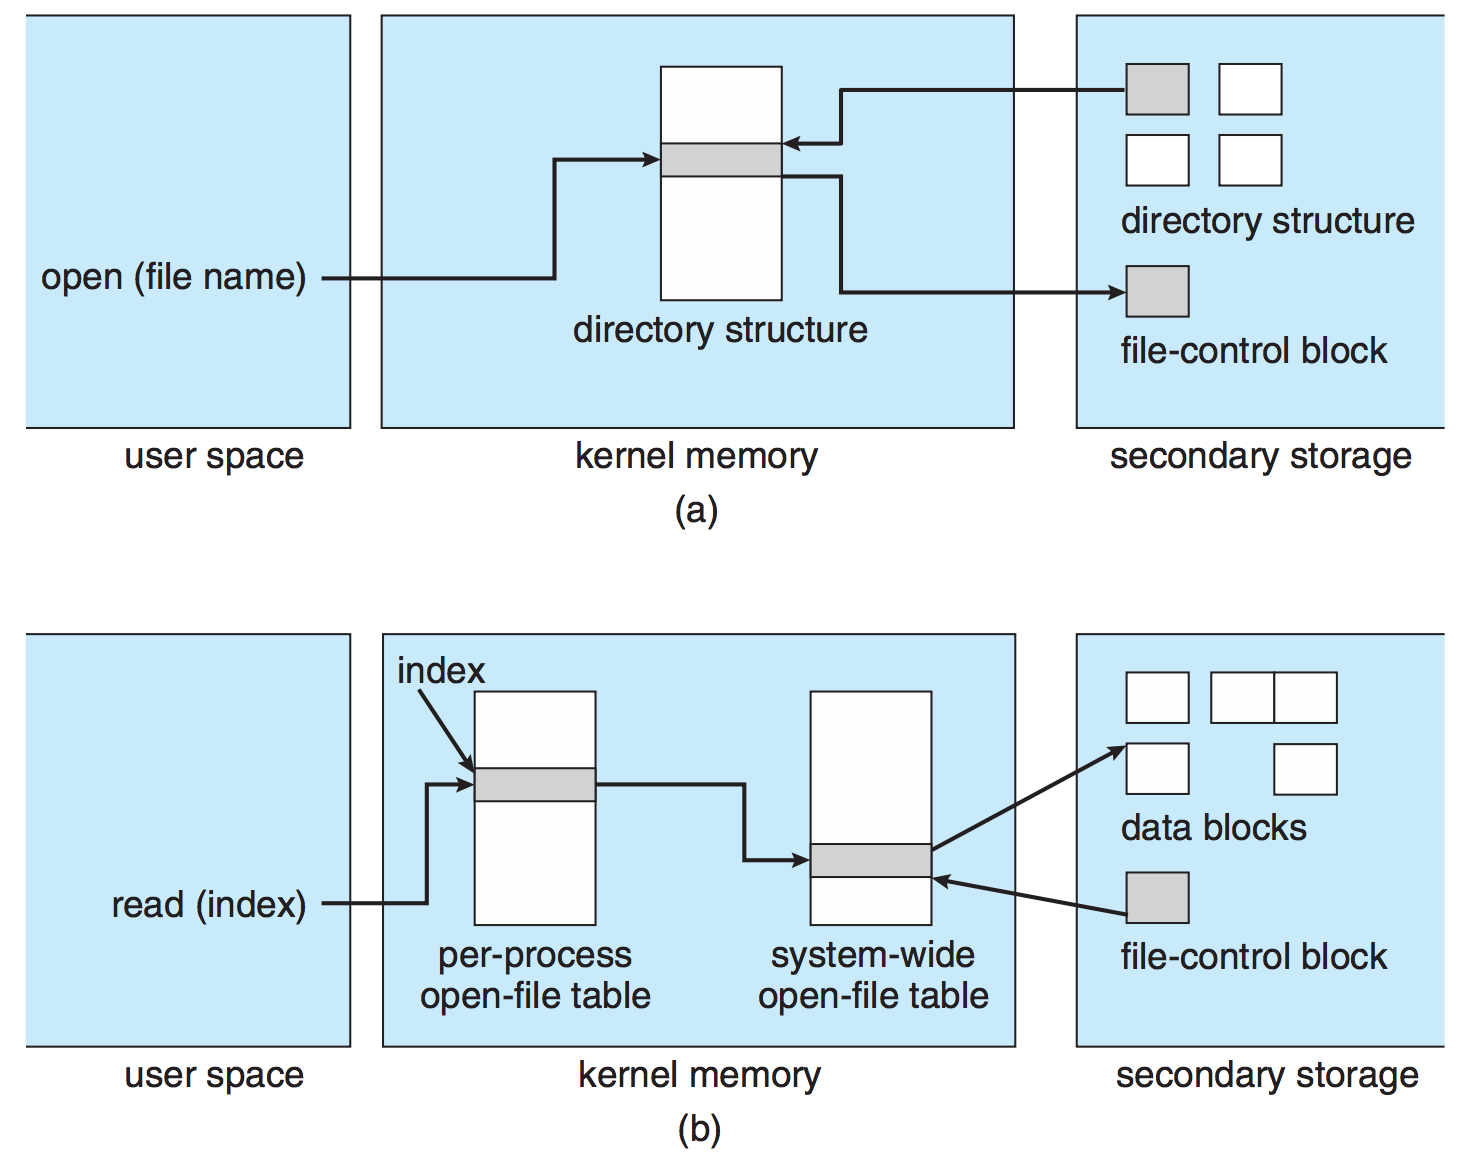 open (file name)
directory structure
directory structure
file-control block
user space
kernel memory
secondary storage
(a)
index
read (index)
per-process
open-file table
system-wide
open-file table
data blocks
file-control block
user space
kernel memory
secondary storage
(b)